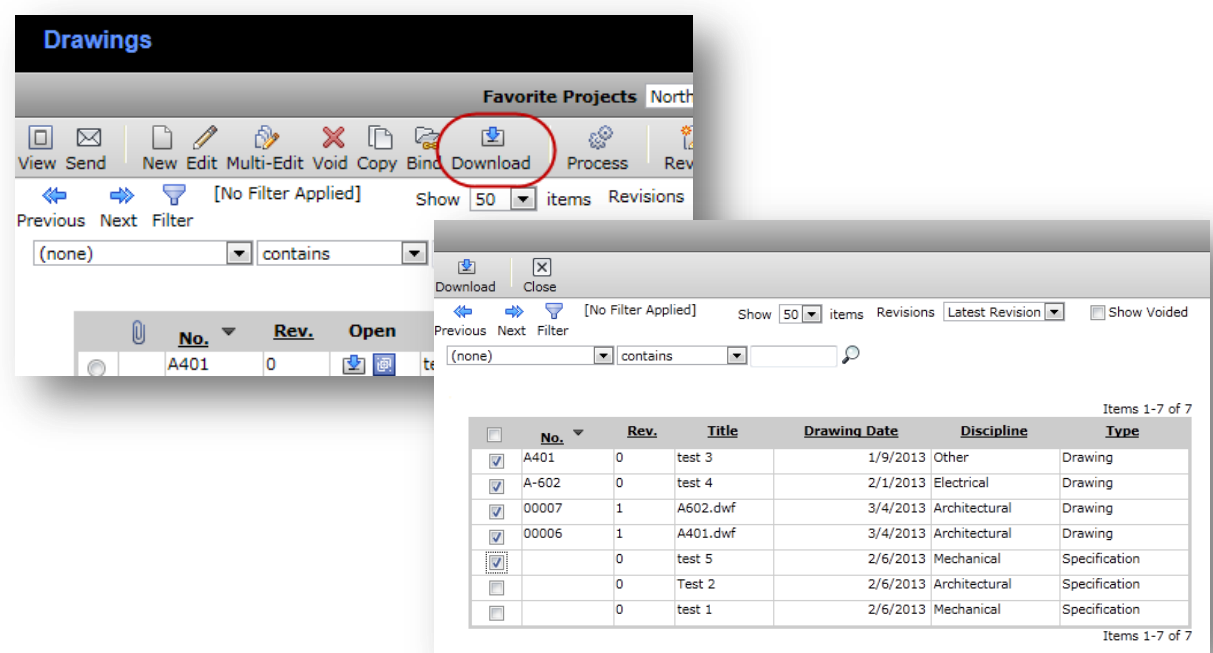 Drawings
Favorite Projects North
View Send New Edit Multi-Edit Void Copy Bind Download Process Rev
[No Filter Applied] Show 50 items Revisions
Previous Next Filter
(none) contains
No. Rev. Open
A401 0 te
Download Close
[No Filter Applied] Show 50 items Revisions Latest Revision Show Voided
Previous Next Filter
(none) contains
Items 1-7 of 7
No. Rev. Title Drawing Date Discipline Type
A401 0 test 3 1/9/2013 Other Drawing
A-602 0 test 4 2/1/2013 Electrical Drawing
00007 1 A602.dwf 3/4/2013 Architectural Drawing
00006 1 A401.dwf 3/4/2013 Architectural Drawing
0 test 5 2/6/2013 Mechanical Specification
0 Test 2 2/6/2013 Architectural Specification
0 test 1 2/6/2013 Mechanical Specification
Items 1-7 of 7